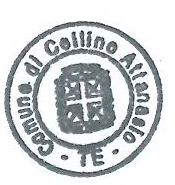 Comune di Cellino Attanasio
- TE -